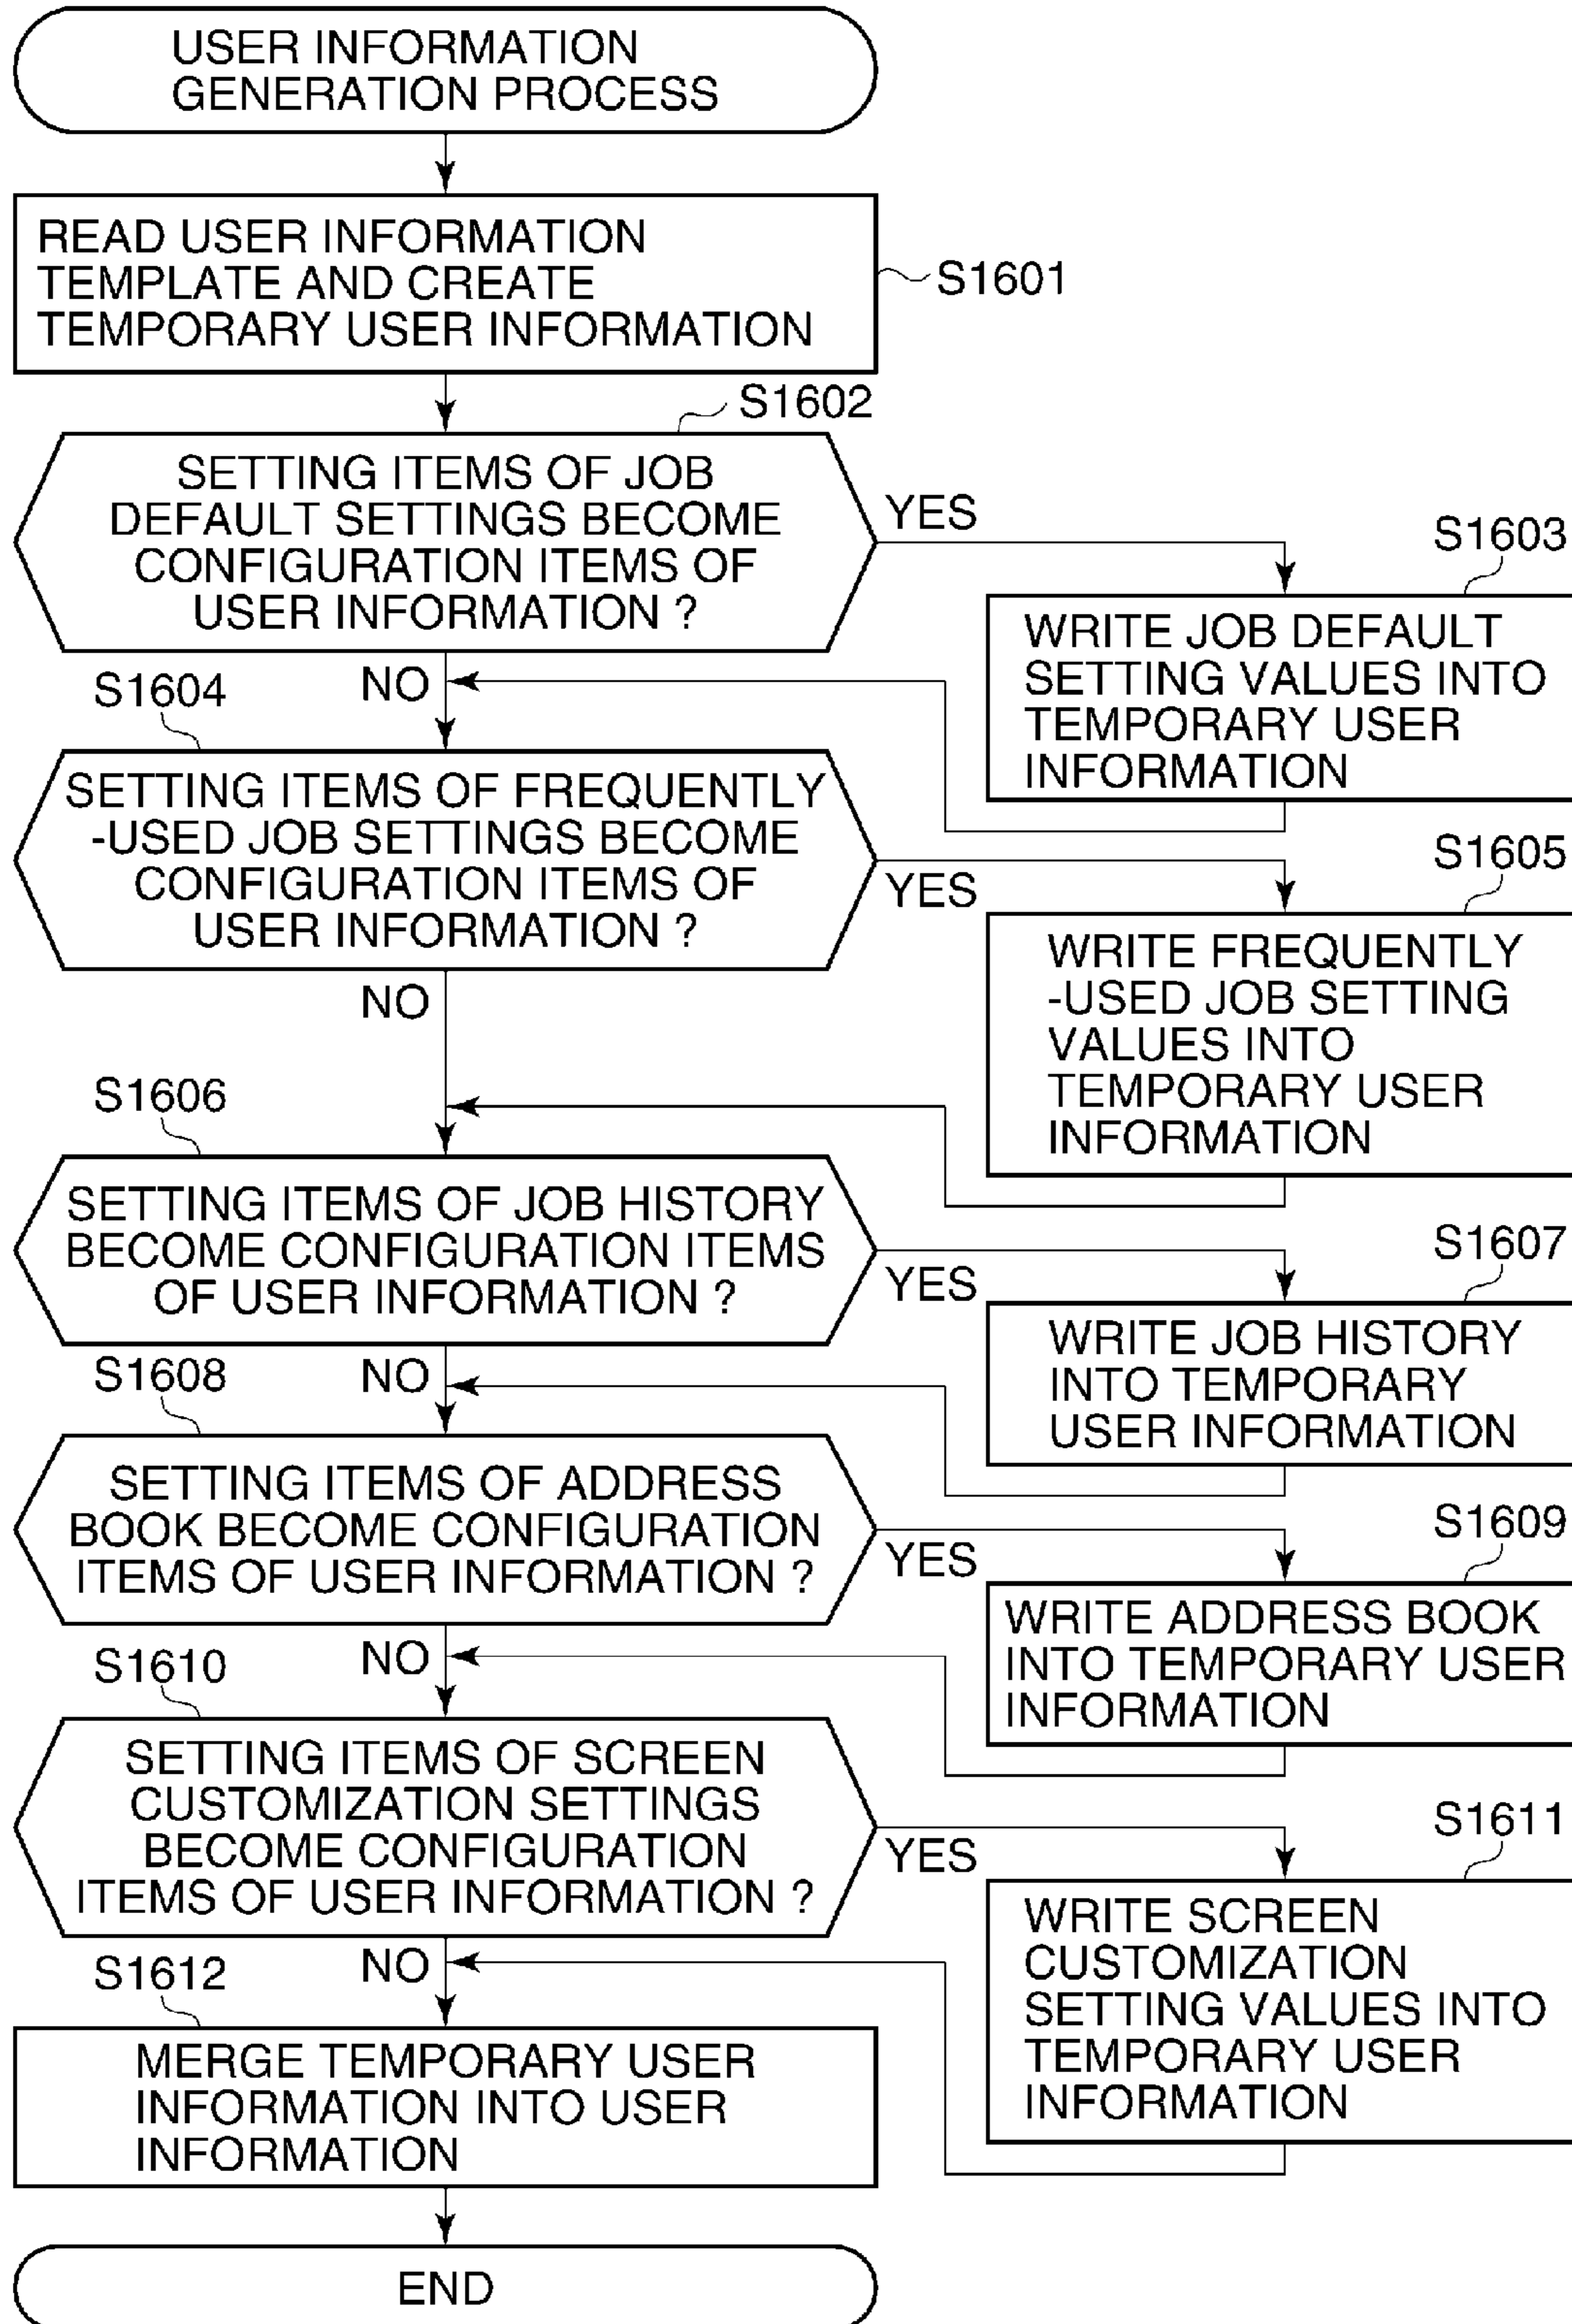 USER INFORMATION
GENERATION PROCESS
READ USER INFORMATION
TEMPLATE AND CREATE
TEMPORARY USER INFORMATION
S1601
S1602
SETTING ITEMS OF JOB
DEFAULT SETTINGS BECOME
CONFIGURATION ITEMS OF
USER INFORMATION ?
YES
NO
S1603
WRITE JOB DEFAULT
SETTING VALUES INTO
TEMPORARY USER
INFORMATION
S1604
SETTING ITEMS OF FREQUENTLY
-USED JOB SETTINGS BECOME
CONFIGURATION ITEMS OF
USER INFORMATION ?
YES
NO
S1605
WRITE FREQUENTLY
-USED JOB SETTING
VALUES INTO
TEMPORARY USER
INFORMATION
S1606
SETTING ITEMS OF JOB HISTORY
BECOME CONFIGURATION ITEMS
OF USER INFORMATION ?
YES
NO
S1607
WRITE JOB HISTORY
INTO TEMPORARY
USER INFORMATION
S1608
SETTING ITEMS OF ADDRESS
BOOK BECOME CONFIGURATION
ITEMS OF USER INFORMATION ?
YES
NO
S1609
WRITE ADDRESS BOOK
INTO TEMPORARY USER
INFORMATION
S1610
SETTING ITEMS OF SCREEN
CUSTOMIZATION SETTINGS
BECOME CONFIGURATION
ITEMS OF USER INFORMATION ?
YES
NO
S1611
WRITE SCREEN
CUSTOMIZATION
SETTING VALUES INTO
TEMPORARY USER
INFORMATION
S1612
MERGE TEMPORARY USER
INFORMATION INTO USER
INFORMATION
END